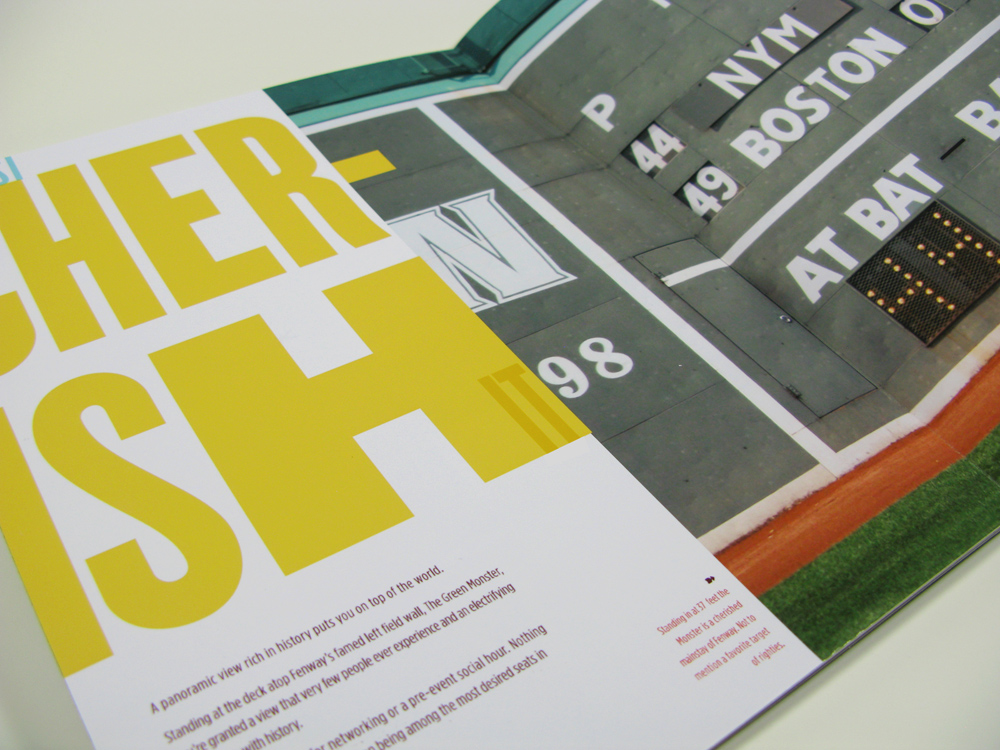 CHER-
ISH
IT
P
NYM
44
BOSTON 0
49
AT BAT
N
98
A panoramic view rich in history puts you on top of the world.
Standing at the deck atop Fenway's famed left field wall, The Green Monster,
you're granted a view that very few people ever experience and an electrifying
with history.
for networking or a pre-event social hour. Nothing
being among the most desired seats in
Standing in at 37 feet the
Monster is a cherished
mainstay of Fenway. Not to
mention a favorite target
of righties.